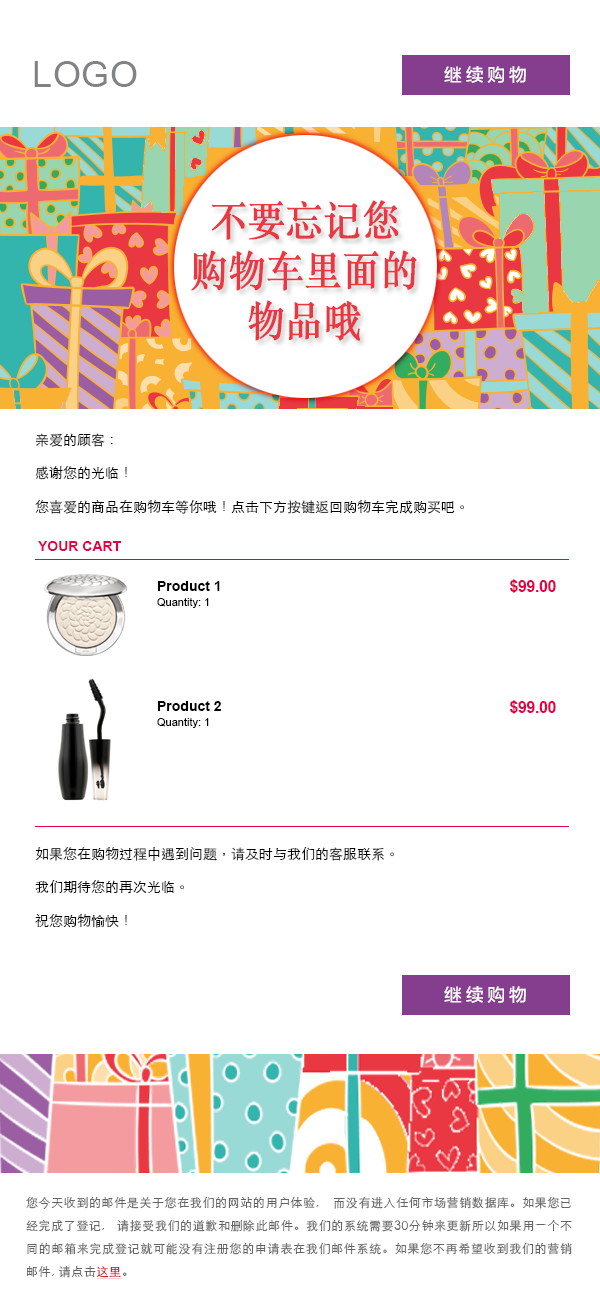 LOGO
继续购物
不要忘记您
购物车里面的
物品哦
亲爱的顾客：
感谢您的光临！
您喜爱的商品在购物车等你哦！点击下方按键返回购物车完成购买吧。
YOUR CART
Product 1
$99.00
Quantity: 1
Product 2
$99.00
Quantity: 1
如果您在购物过程中遇到问题，请及时与我们的客服联系。
我们期待您的再次光临。
祝您购物愉快！
继续购物
您今天收到的邮件是关于您在我们的网站的用户体验， 而没有进入任何市场营销数据库。如果您已
经完成了登记， 请接受我们的道歉和删除此邮件。我们的系统需要30分钟来更新所以如果用一个不
同的邮箱来完成登记就可能没有注册您的申请表在我们邮件系统。如果您不再希望收到我们的营销
邮件, 请点击这里。